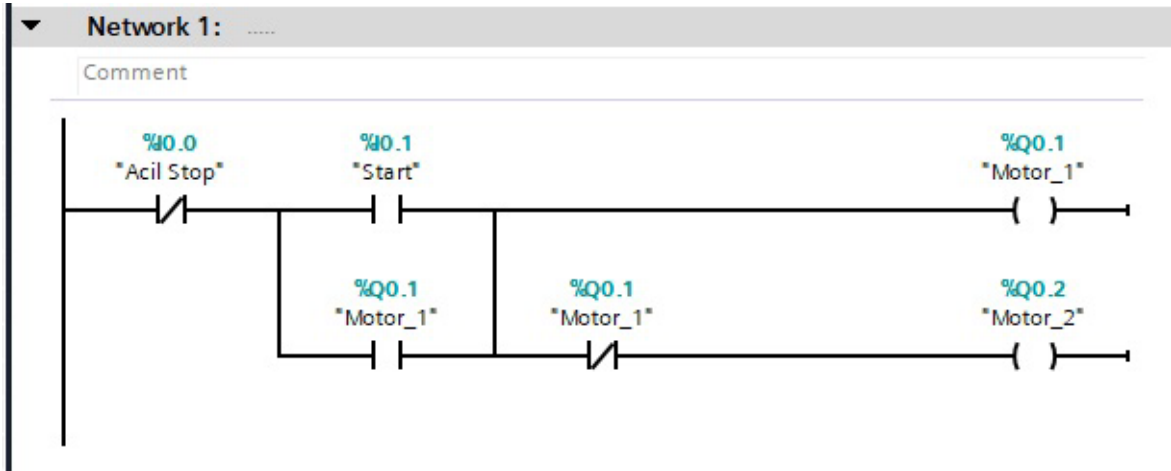 Network 1: .....
Comment
%I0.0 %I0.1 %Q0.1
"Acil Stop" "Start" "Motor_1"
%Q0.1 %Q0.1 %Q0.2
"Motor_1" "Motor_1" "Motor_2"